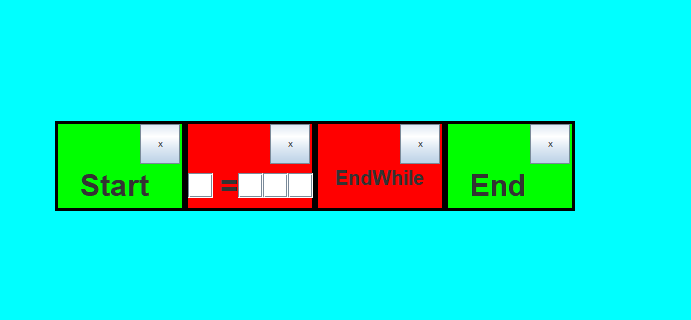 x x x x
Start = EndWhile End